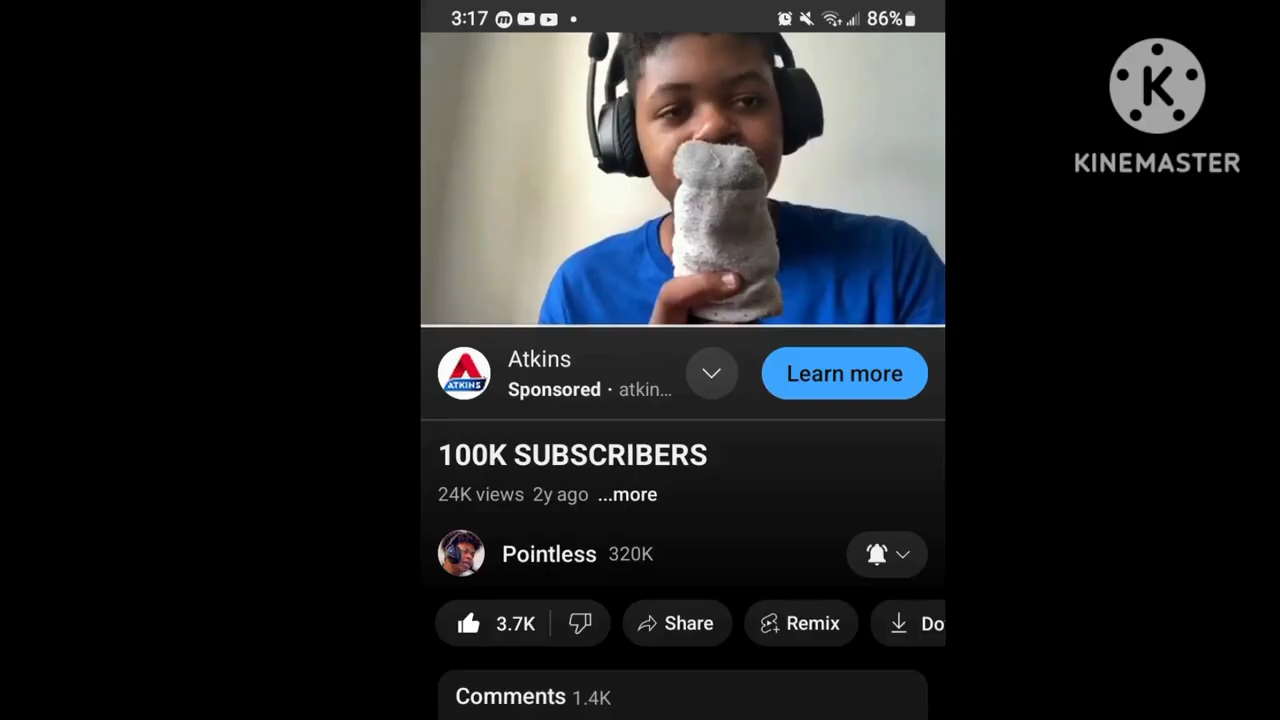 3:17
86%
K
KINEMASTER
Atkins
Sponsored · atkin...
Learn more
ATKINS
100K SUBSCRIBERS
24K views 2y ago ...more
Pointless 320K
3.7K
Share
Remix
Do
Comments 1.4K